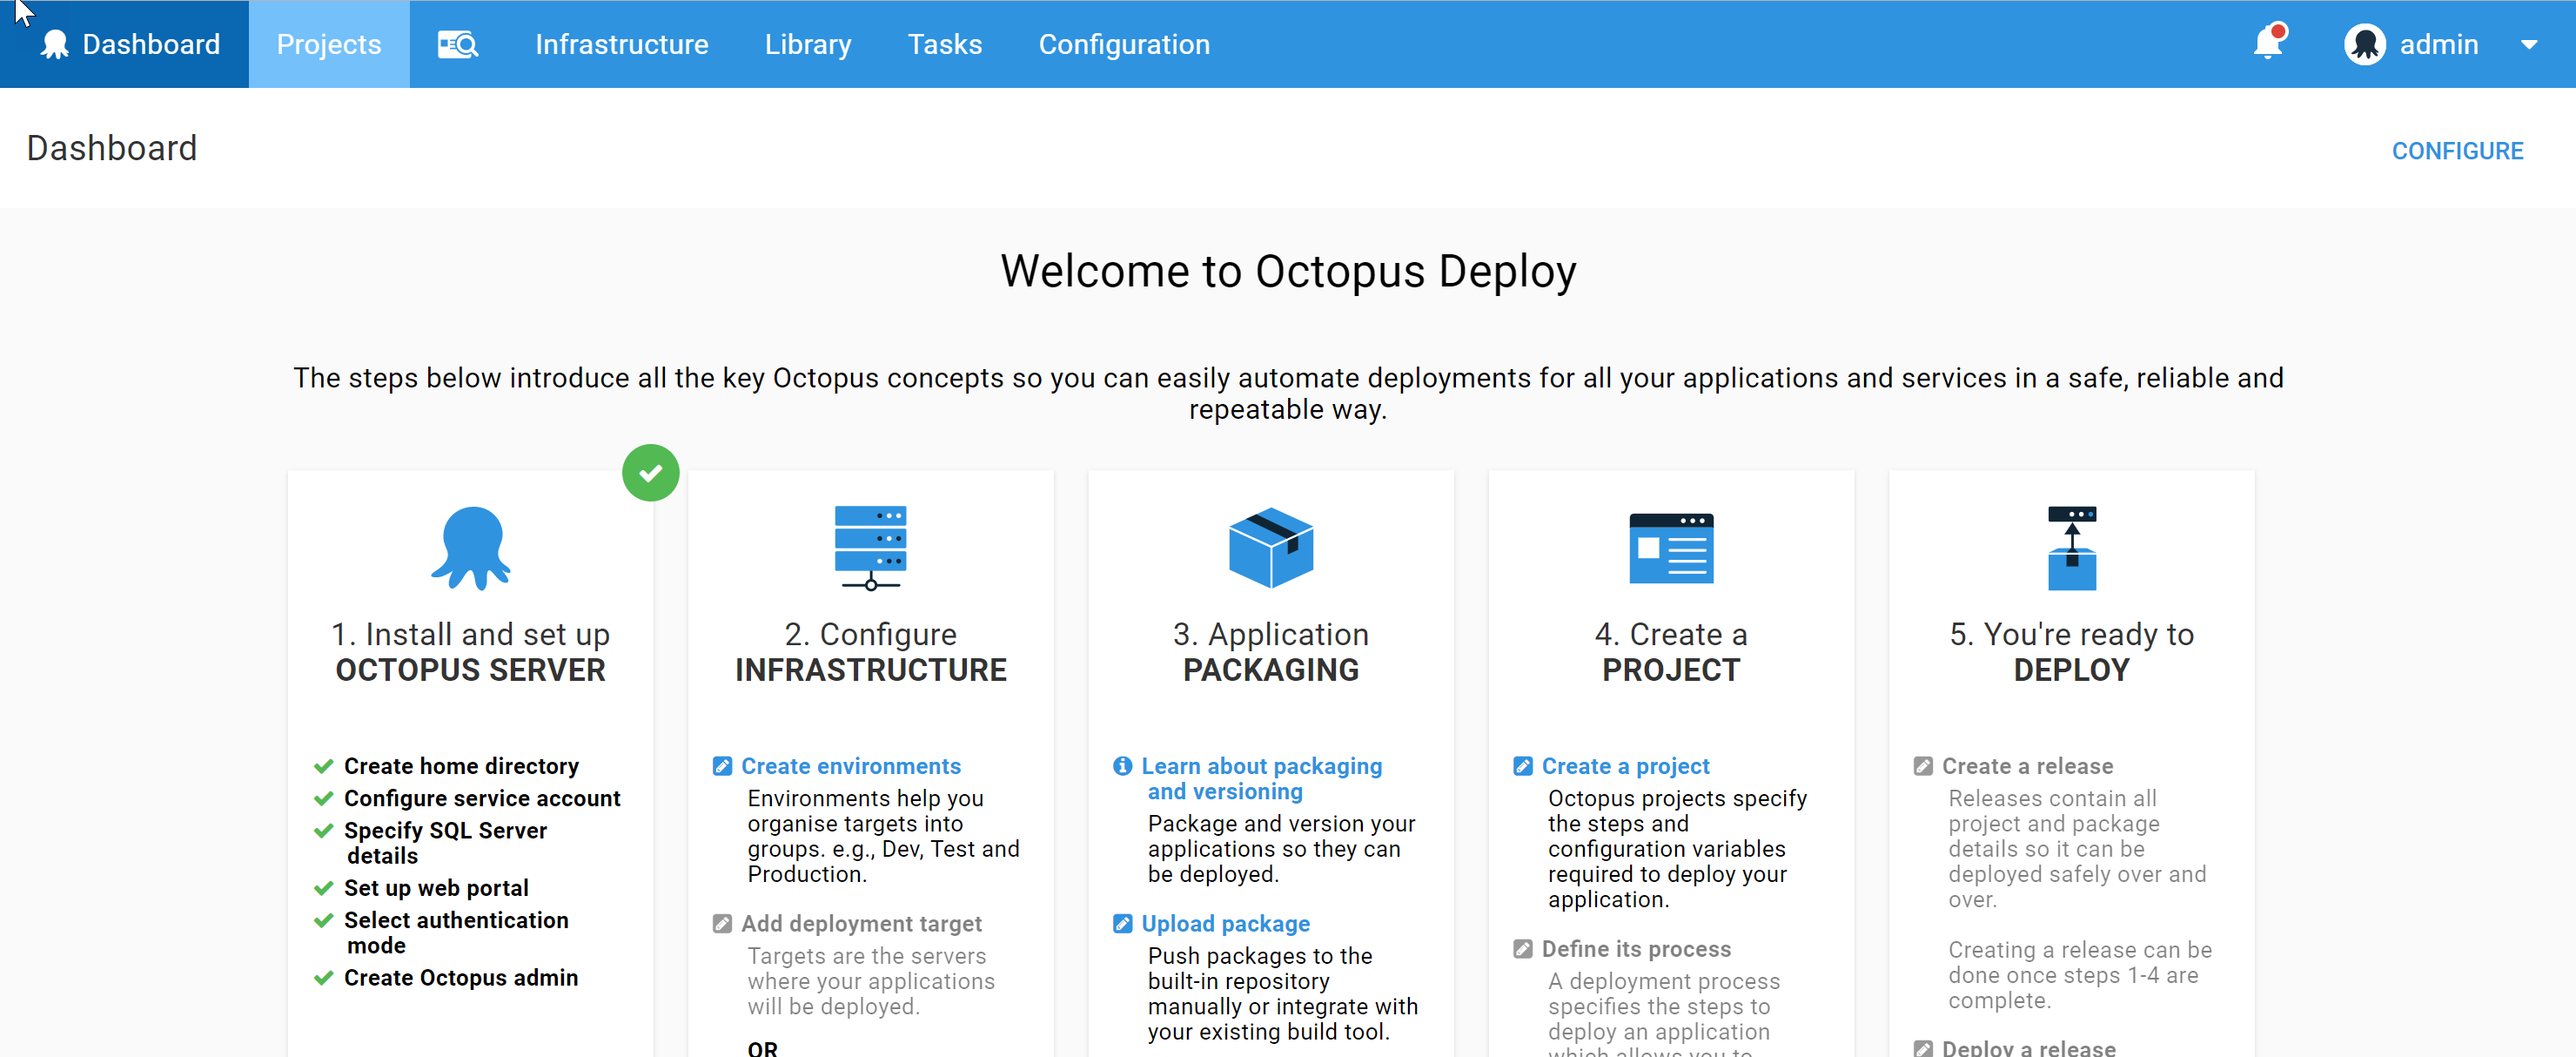 Dashboard
Projects
Infrastructure
Library
Tasks
Configuration
admin
Dashboard
CONFIGURE
Welcome to Octopus Deploy
The steps below introduce all the key Octopus concepts so you can easily automate deployments for all your applications and services in a safe, reliable and
repeatable way.
1. Install and set up
OCTOPUS SERVER
Create home directory
Configure service account
Specify SQL Server
details
Set up web portal
Select authentication
mode
Create Octopus admin
2. Configure
INFRASTRUCTURE
Create environments
Environments help you
organise targets into
groups. e.g., Dev, Test and
Production.
Add deployment target
Targets are the servers
where your applications
will be deployed.
OR
3. Application
PACKAGING
Learn about packaging
and versioning
Package and version your
applications so they can
be deployed.
Upload package
Push packages to the
built-in repository
manually or integrate with
your existing build tool.
4. Create a
PROJECT
Create a project
Octopus projects specify
the steps and
configuration variables
required to deploy your
application.
Define its process
A deployment process
specifies the steps to
deploy an application
which allows you to
5. You're ready to
DEPLOY
Create a release
Releases contain all
project and package
details so it can be
deployed safely over and
over.
Creating a release can be
done once steps 1-4 are
complete.
Deploy a release